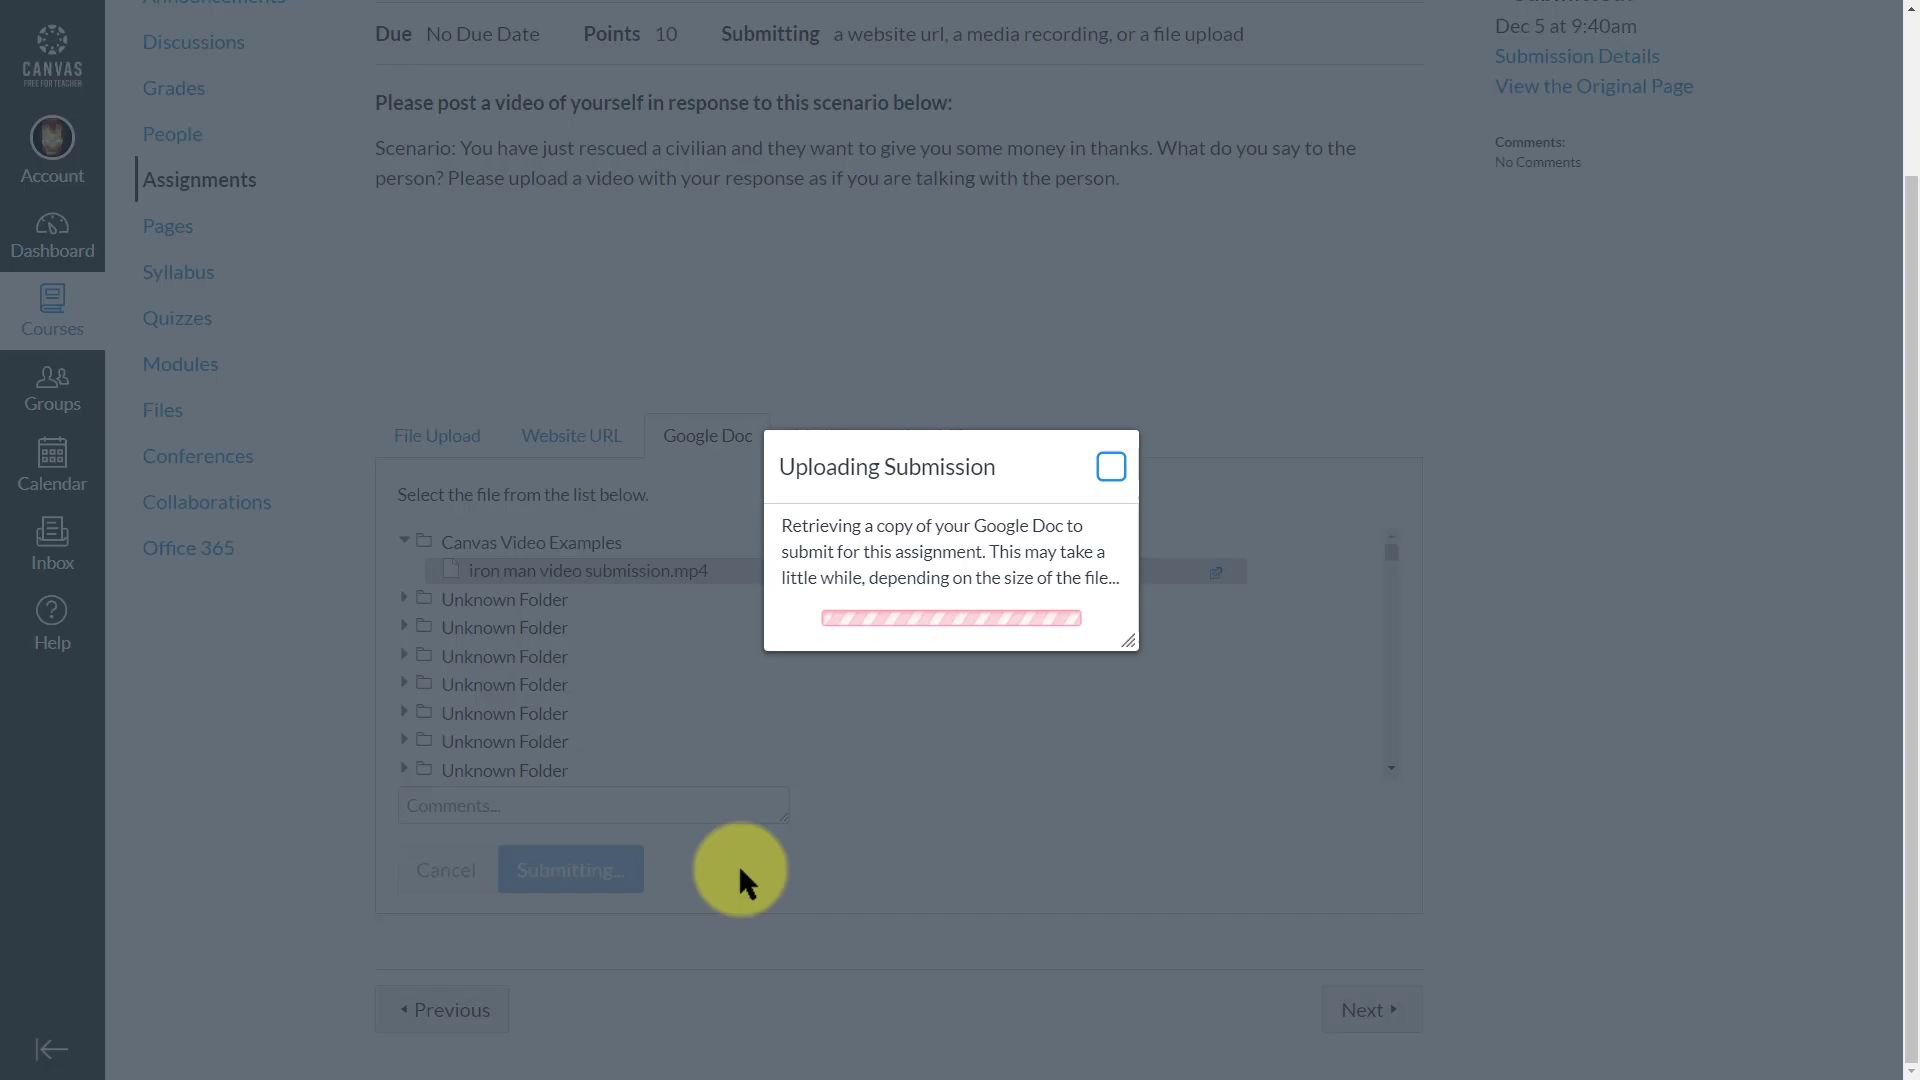 CANVAS
FREE FOR TEACHER
Account
Dashboard
Courses
Groups
Calendar
Inbox
Help
Announcements
Discussions
Grades
People
Assignments
Pages
Syllabus
Quizzes
Modules
Files
Conferences
Collaborations
Office 365
Due No Due Date Points 10 Submitting a website url, a media recording, or a file upload
Please post a video of yourself in response to this scenario below:
Scenario: You have just rescued a civilian and they want to give you some money in thanks. What do you say to the
person? Please upload a video with your response as if you are talking with the person.
File Upload Website URL Google Doc
Select the file from the list below.
Canvas Video Examples
iron man video submission.mp4
Unknown Folder
Unknown Folder
Unknown Folder
Unknown Folder
Unknown Folder
Unknown Folder
Unknown Folder
Comments...
Cancel Submitting...
Previous Next
Uploading Submission
Retrieving a copy of your Google Doc to
submit for this assignment. This may take a
little while, depending on the size of the file...
Dec 5 at 9:40am
Submission Details
View the Original Page
Comments:
No Comments